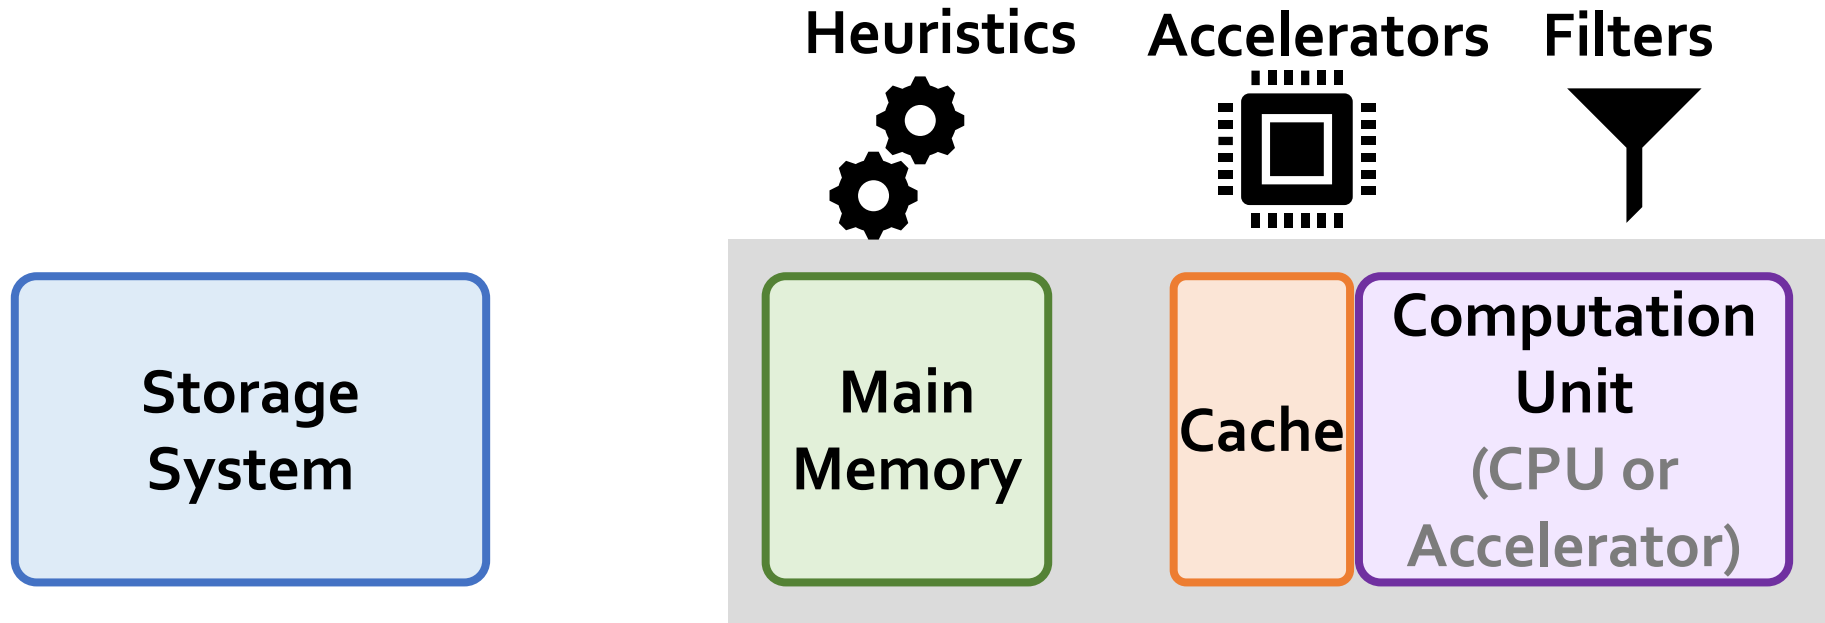 Heuristics
Accelerators
Filters
Storage
System
Main
Memory
Cache
Computation
Unit
(CPU or
Accelerator)